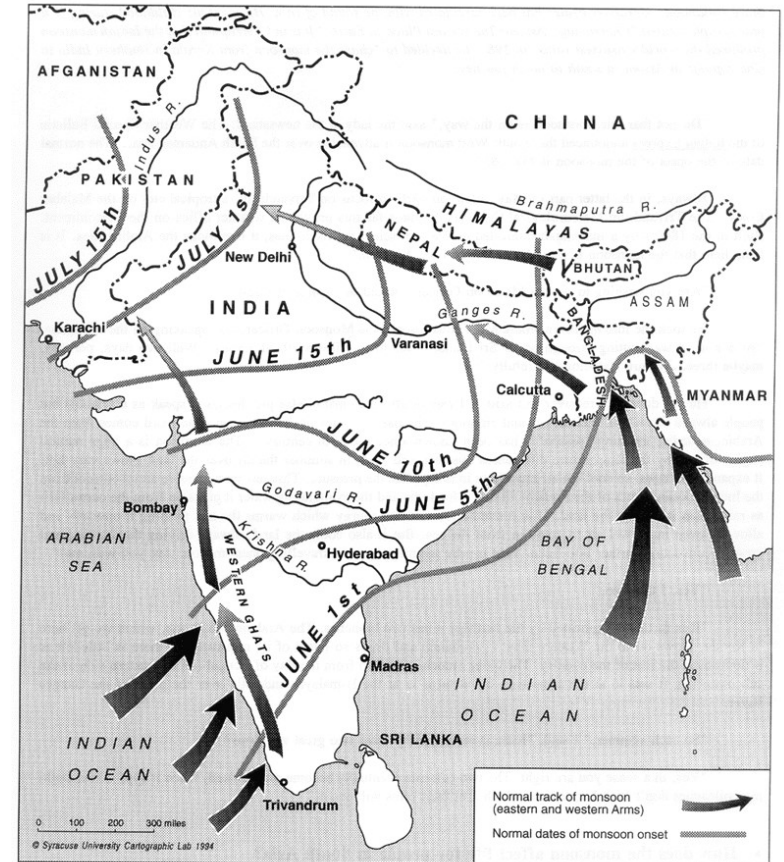 AFGANISTAN
CHINA
Indus R.
PAKISTAN
JULY 15th
JULY 1st
HIMALAYAS
Brahmaputra R.
NEPAL
New Delhi
BHUTAN
INDIA
ASSAM
Ganges R.
BANGLADESH
Karachi
Varanasi
JUNE 15th
Calcutta
MYANMAR
JUNE 10th
Godavari R.
JUNE 5th
Bombay
Krishna R.
ARABIAN
SEA
WESTERN GHATS
Hyderabad
BAY OF
BENGAL
JUNE 1st
Madras
INDIAN
OCEAN
INDIAN
OCEAN
SRI LANKA
Trivandrum
0 100 200 300 miles
© Syracuse University Cartographic Lab 1994
Normal track of monsoon
(eastern and western Arms)
Normal dates of monsoon onset